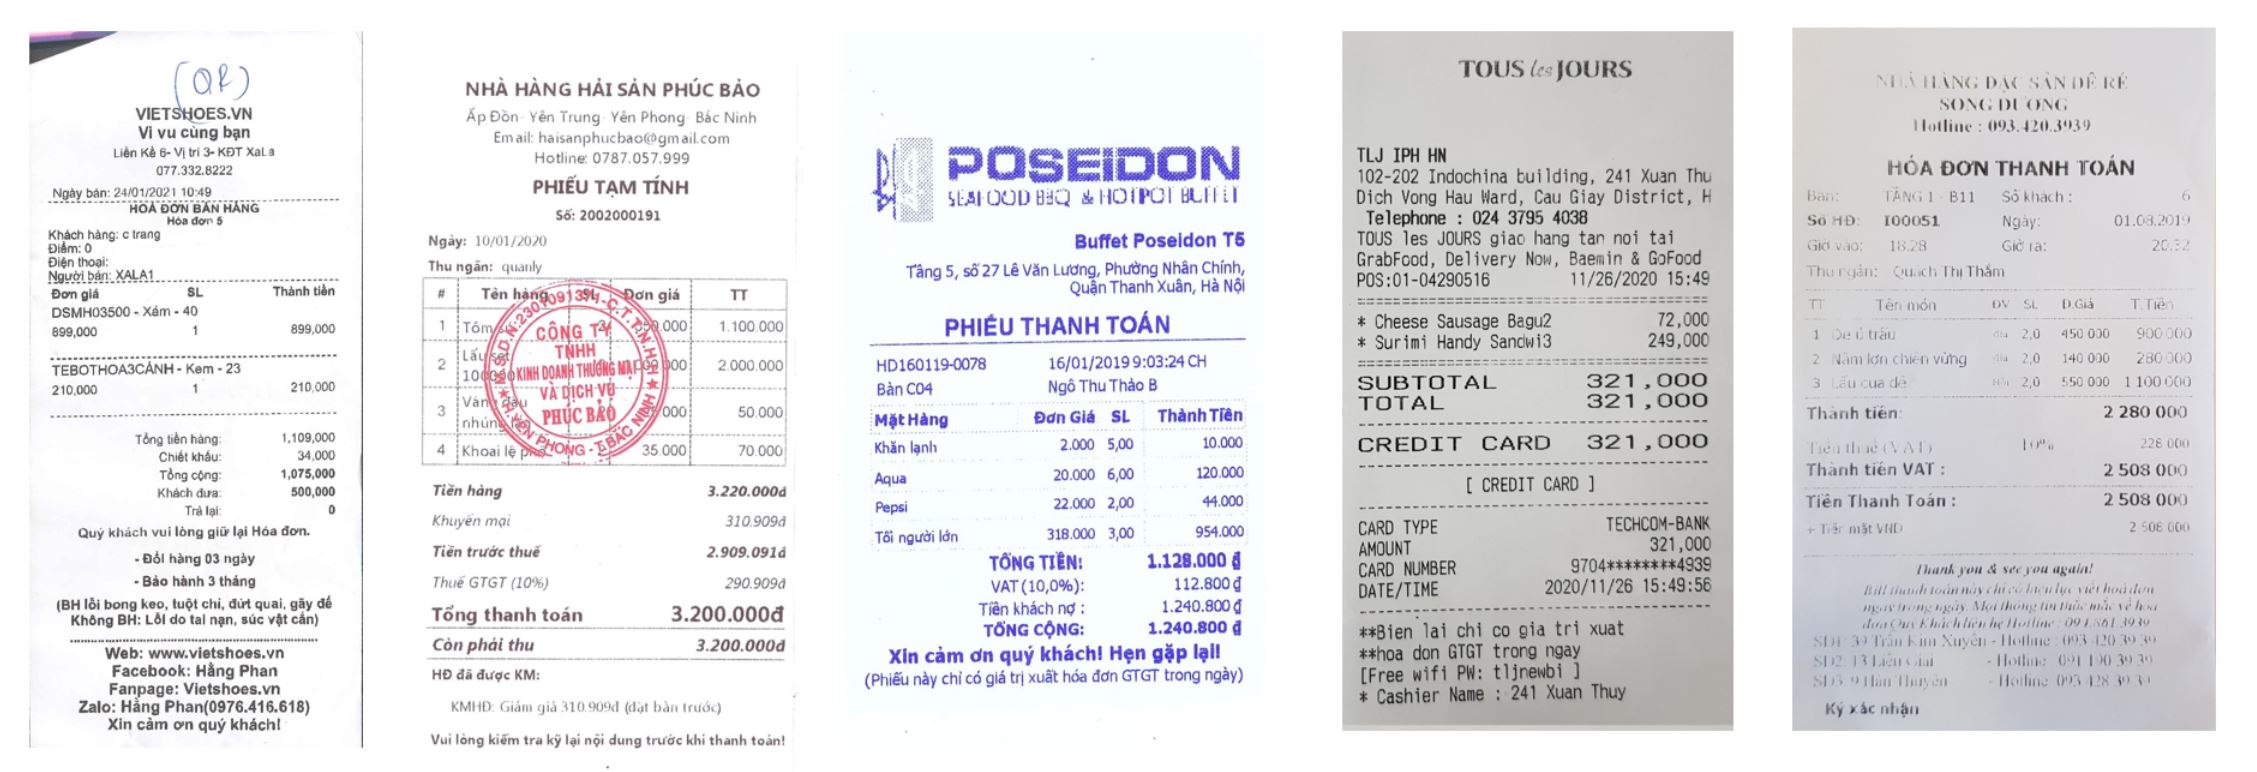 (QR)
VIETSHOES.VN
Vi vu cùng bạn
Liền Kề 6- Vị trí 3- KĐT XaLa
077.332.8222
Ngày bán: 24/01/2021 10:49
HOÁ ĐƠN BÁN HÀNG
Hóa đơn 5
Khách hàng: c trang
Điểm: 0
Điện thoại:
Người bán: XALA1
Đơn giá SL Thành tiền
DSMH03500 - Xám - 40
899,000 1 899,000
TEBOTHOA3CÁNH - Kem - 23
210,000 1 210,000
Tổng tiền hàng: 1,109,000
Chiết khấu: 34,000
Tổng cộng: 1,075,000
Khách đưa: 500,000
Trả lại: 0
Quý khách vui lòng giữ lại Hóa đơn.
- Đổi hàng 03 ngày
- Bảo hành 3 tháng
(BH lỗi bong keo, tuột chỉ, đứt quai, gãy đế
Không BH: Lỗi do tai nạn, súc vật cắn)
Web: www.vietshoes.vn
Facebook: Hằng Phan
Fanpage: Vietshoes.vn
Zalo: Hằng Phan(0976.416.618)
Xin cảm ơn quý khách!
NHÀ HÀNG HẢI SẢN PHÚC BẢO
Ấp Đồn - Yên Trung - Yên Phong - Bắc Ninh
Email: haisanphucbao@gmail.com
Hotline: 0787.057.999
PHIẾU TẠM TÍNH
Số: 2002000191
Ngày: 10/01/2020
Thu ngân: quanly
# Tên hàng SL Đơn giá TT
1 Tôm 1.100.000
2 Lẩu set 2.000.000
3 Váng đậu nhúng 50.000
4 Khoai lệ phố 35.000 70.000
M.S.D.N:2301091351-C.T.T.N.H.H
CÔNG TY
TNHH
KINH DOANH THƯƠNG MẠI
VÀ DỊCH VỤ
PHÚC BẢO
H.YÊN PHONG - T.BẮC NINH
Tiền hàng 3.220.000đ
Khuyến mại 310.909đ
Tiền trước thuế 2.909.091đ
Thuế GTGT (10%) 290.909đ
Tổng thanh toán 3.200.000đ
Còn phải thu 3.200.000đ
HĐ đã được KM:
KMHĐ: Giảm giá 310.909đ (đặt bàn trước)
Vui lòng kiểm tra kỹ lại nội dung trước khi thanh toán!
POSEIDON
SEAFOOD BBQ & HOTPOT BUFFET
Buffet Poseidon T5
Tầng 5, số 27 Lê Văn Lương, Phường Nhân Chính,
Quận Thanh Xuân, Hà Nội
PHIẾU THANH TOÁN
HD160119-0078 16/01/2019 9:03:24 CH
Bàn C04 Ngô Thu Thảo B
Mặt Hàng Đơn Giá SL Thành Tiền
Khăn lạnh 2.000 5,00 10.000
Aqua 20.000 6,00 120.000
Pepsi 22.000 2,00 44.000
Tối người lớn 318.000 3,00 954.000
TỔNG TIỀN: 1.128.000 ₫
VAT(10,0%): 112.800 ₫
Tiền khách nợ : 1.240.800 ₫
TỔNG CỘNG: 1.240.800 ₫
Xin cảm ơn quý khách! Hẹn gặp lại!
(Phiếu này chỉ có giá trị xuất hóa đơn GTGT trong ngày)
TOUS les JOURS
TLJ IPH HN
102-202 Indochina building, 241 Xuan Thu
Dich Vong Hau Ward, Cau Giay District, H
Telephone : 024 3795 4038
TOUS les JOURS giao hang tan noi tai
GrabFood, Delivery Now, Baemin & GoFood
POS:01-04290516 11/26/2020 15:49
* Cheese Sausage Bagu2 72,000
* Surimi Handy Sandwi3 249,000
SUBTOTAL 321,000
TOTAL 321,000
CREDIT CARD 321,000
[ CREDIT CARD ]
CARD TYPE TECHCOM-BANK
AMOUNT 321,000
CARD NUMBER 9704********4939
DATE/TIME 2020/11/26 15:49:56
**Bien lai chi co gia tri xuat
**hoa don GTGT trong ngay
[Free wifi PW: tljnewbi ]
* Cashier Name : 241 Xuan Thuy
NHÀ HÀNG ĐẶC SẢN DÊ RÉ
SONG DƯƠNG
Hotline : 093.420.3939
HÓA ĐƠN THANH TOÁN
Bàn: TẦNG 1 - B11 Số khách : 6
Số HĐ: I00051 Ngày: 01.08.2019
Giờ vào: 18.28 Giờ ra: 20.32
Thu ngân: Quách Thị Thắm
TT Tên món ĐV SL Đ.Giá T.Tiền
1 Dê ủ trấu đĩa 2,0 450 000 900 000
2 Nầm lợn chiên vừng đĩa 2,0 140 000 280 000
3 Lẩu cua dê Nồi 2,0 550 000 1 100 000
Thành tiền: 2 280 000
Tiền thuế (VAT) 10% 228 000
Thành tiền VAT : 2 508 000
Tiền Thanh Toán : 2 508 000
+ Tiền mặt VND 2 508 000
Thank you & see you again!
Bill thanh toán này chỉ có hiệu lực viết hoá đơn
ngay trong ngày. Mọi thông tin thắc mắc về hoá
đơn Quý Khách liên hệ Hotline : 094.861.3939
SD1: 39 Trần Kim Xuyến - Hotline: 093 420 39 39
SD2: 13 Liễu Giai - Hotline: 091 190 39 39
SD3: 9 Hàn Thuyên - Hotline: 093 428 39 39
Ký xác nhận